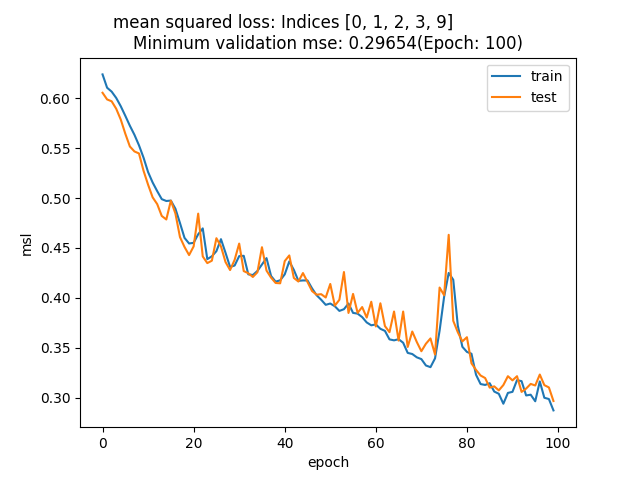 mean squared loss: Indices [0, 1, 2, 3, 9]
Minimum validation mse: 0.29654(Epoch: 100)
train
test
0.60
0.55
0.50
0.45
0.40
0.35
0.30
msl
0 20 40 60 80 100
epoch